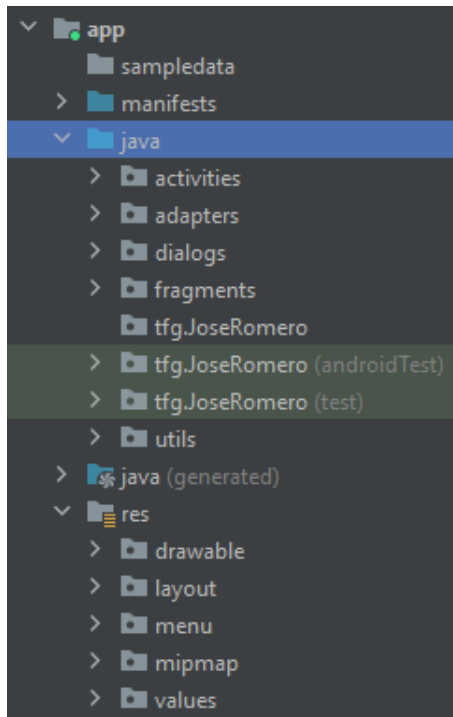 app
sampledata
manifests
java
activities
adapters
dialogs
fragments
tfg.JoseRomero
tfg.JoseRomero (androidTest)
tfg.JoseRomero (test)
utils
java (generated)
res
drawable
layout
menu
mipmap
values